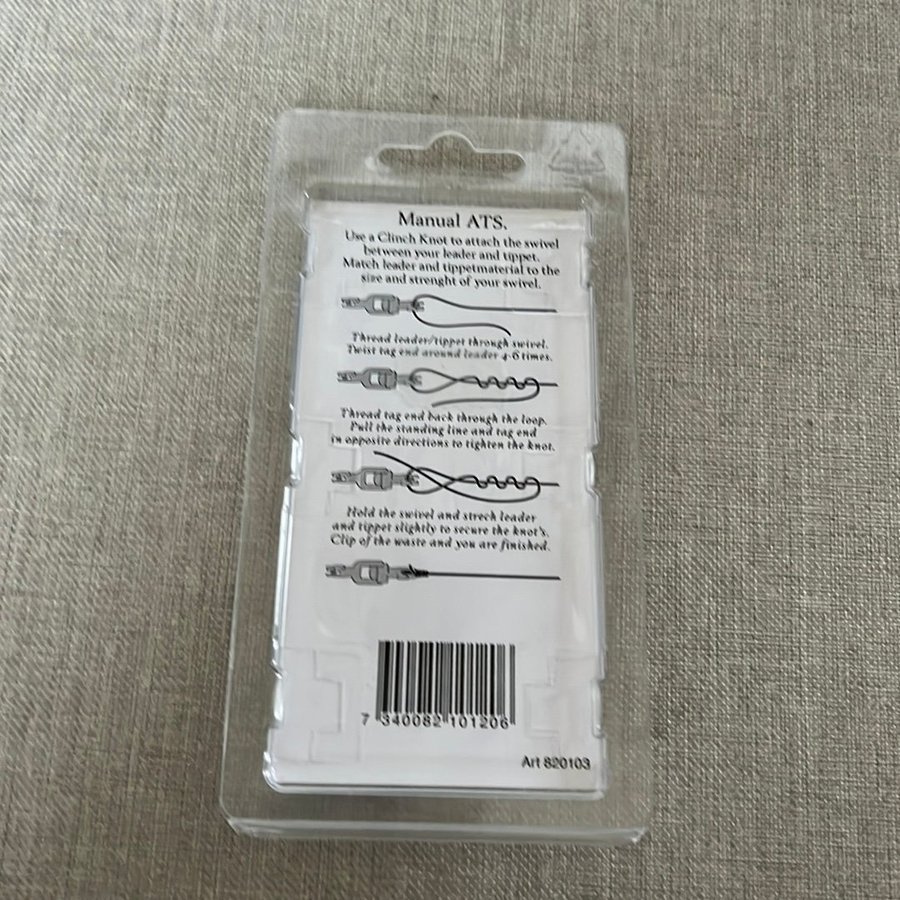 Manual ATS.
Use a Clinch Knot to attach the swivel
between your leader and tippet.
Match leader and tippetmaterial to the
size and strenght of your swivel.
Thread leader/tippet through swivel.
Twist tag end around leader 4-6 times.
Thread tag end back through the loop.
Pull the standing line and tag end
in opposite directions to tighten the knot.
Hold the swivel and strech leader
and tippet slightly to secure the knot's.
Clip of the waste and you are finished.
7 340082 101206
Art 820103